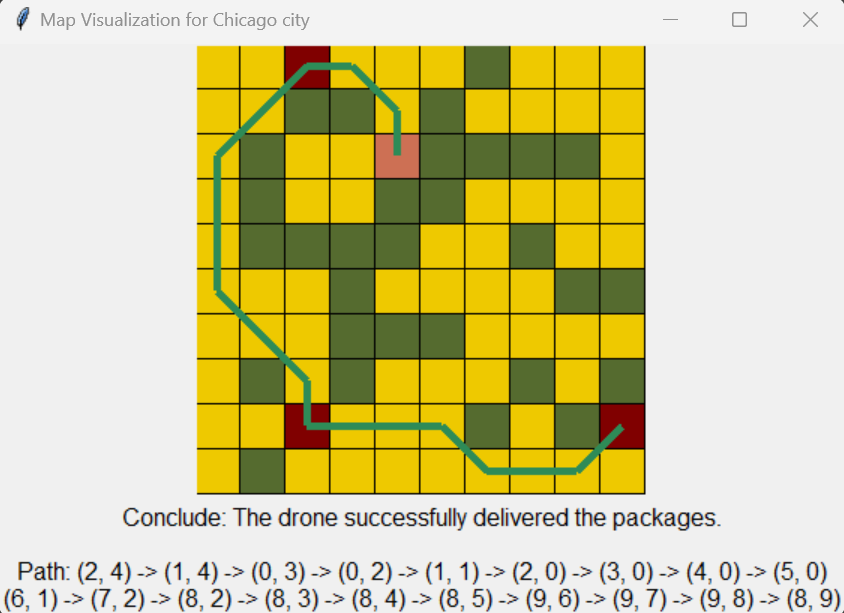 Map Visualization for Chicago city
Conclude: The drone successfully delivered the packages.
Path: (2, 4) -> (1, 4) -> (0, 3) -> (0, 2) -> (1, 1) -> (2, 0) -> (3, 0) -> (4, 0) -> (5, 0)
(6, 1) -> (7, 2) -> (8, 2) -> (8, 3) -> (8, 4) -> (8, 5) -> (9, 6) -> (9, 7) -> (9, 8) -> (8, 9)